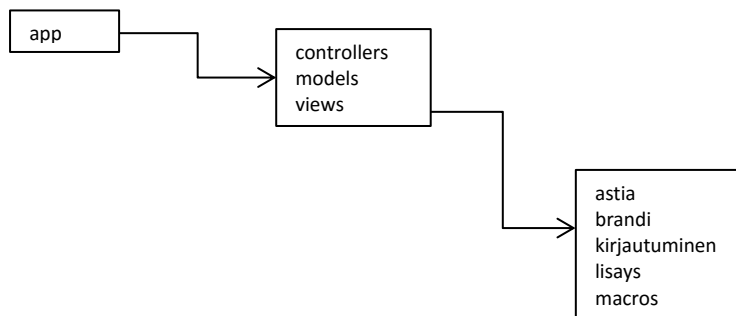 app
controllers
models
views
astia
brandi
kirjautuminen
lisays
macros